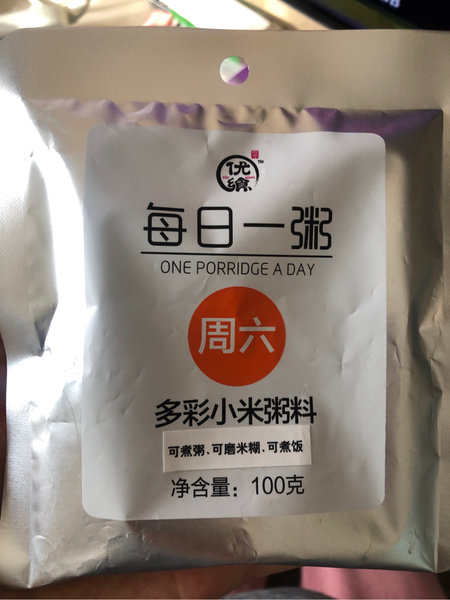 优
每日一粥
ONE PORRIDGE A DAY
周六
多彩小米粥料
可煮粥、可磨米糊、可煮饭
净含量：100克